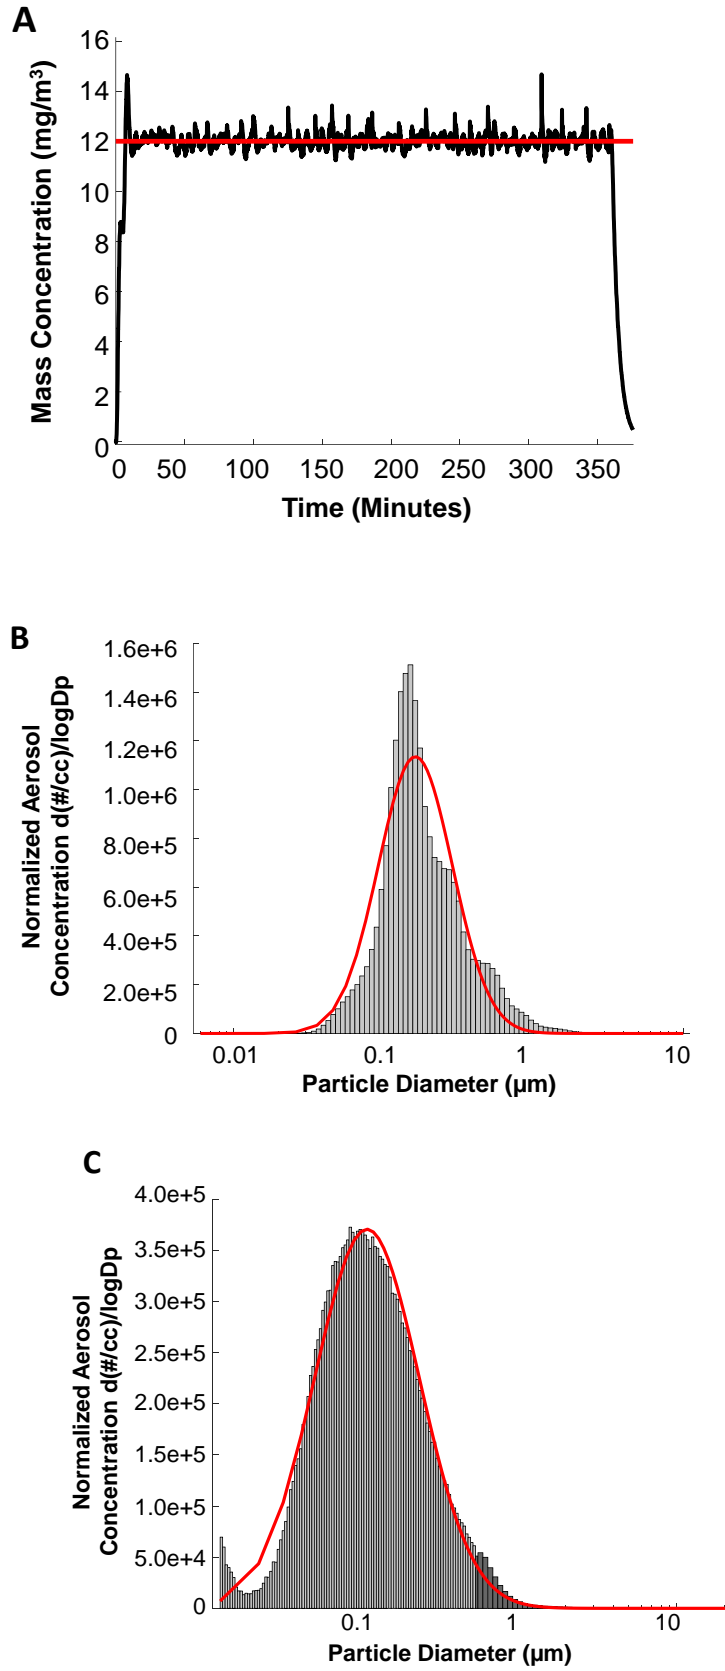 A
Mass Concentration (mg/m³)
16
14
12
10
8
6
4
2
0
0 50 100 150 200 250 300 350
Time (Minutes)
B
Normalized Aerosol
Concentration d(#/cc)/logDp
1.6e+6
1.4e+6
1.2e+6
1.0e+6
8.0e+5
6.0e+5
4.0e+5
2.0e+5
0
0.01 0.1 1 10
Particle Diameter (µm)
C
Normalized Aerosol
Concentration d(#/cc)/logDp
4.0e+5
3.5e+5
3.0e+5
2.5e+5
2.0e+5
1.5e+5
1.0e+5
5.0e+4
0
0.1 1 10
Particle Diameter (µm)